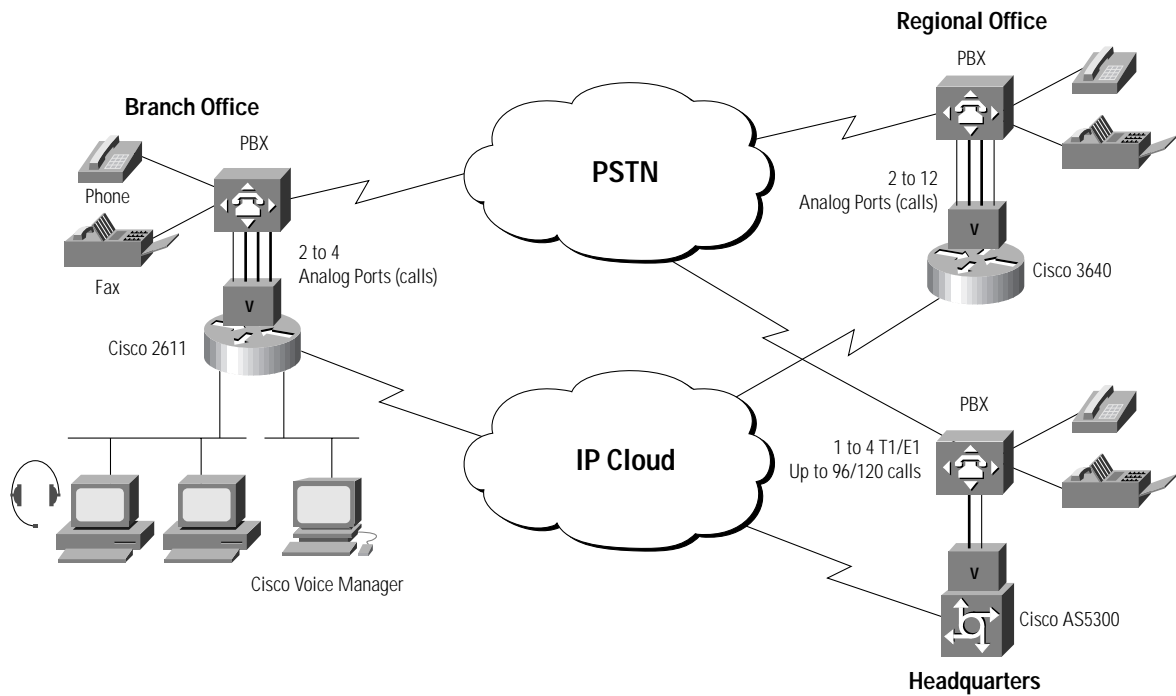 Regional Office
PBX
Branch Office
PBX
Phone
Fax
2 to 4
Analog Ports (calls)
V
Cisco 2611
PSTN
2 to 12
Analog Ports (calls)
V
Cisco 3640
IP Cloud
PBX
1 to 4 T1/E1
Up to 96/120 calls
V
Cisco AS5300
Headquarters
Cisco Voice Manager